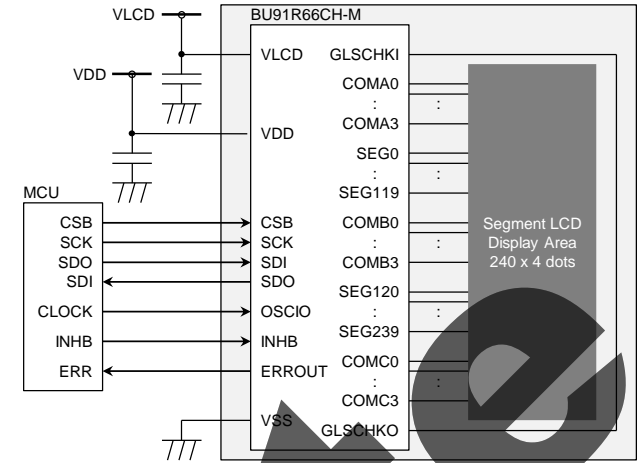 VLCD
BU91R66CH-M
VLCD GLSCHKI
VDD
COMA0
: :
COMA3
VDD
SEG0
: :
SEG119
MCU
CSB CSB COMB0
SCK SCK : :
SDO SDI COMB3
SDI SDO
SEG120
CLOCK OSCIO : :
INHB INHB SEG239
COMC0
ERR ERROUT : :
COMC3
VSS
GLSCHKO
Segment LCD
Display Area
240 x 4 dots